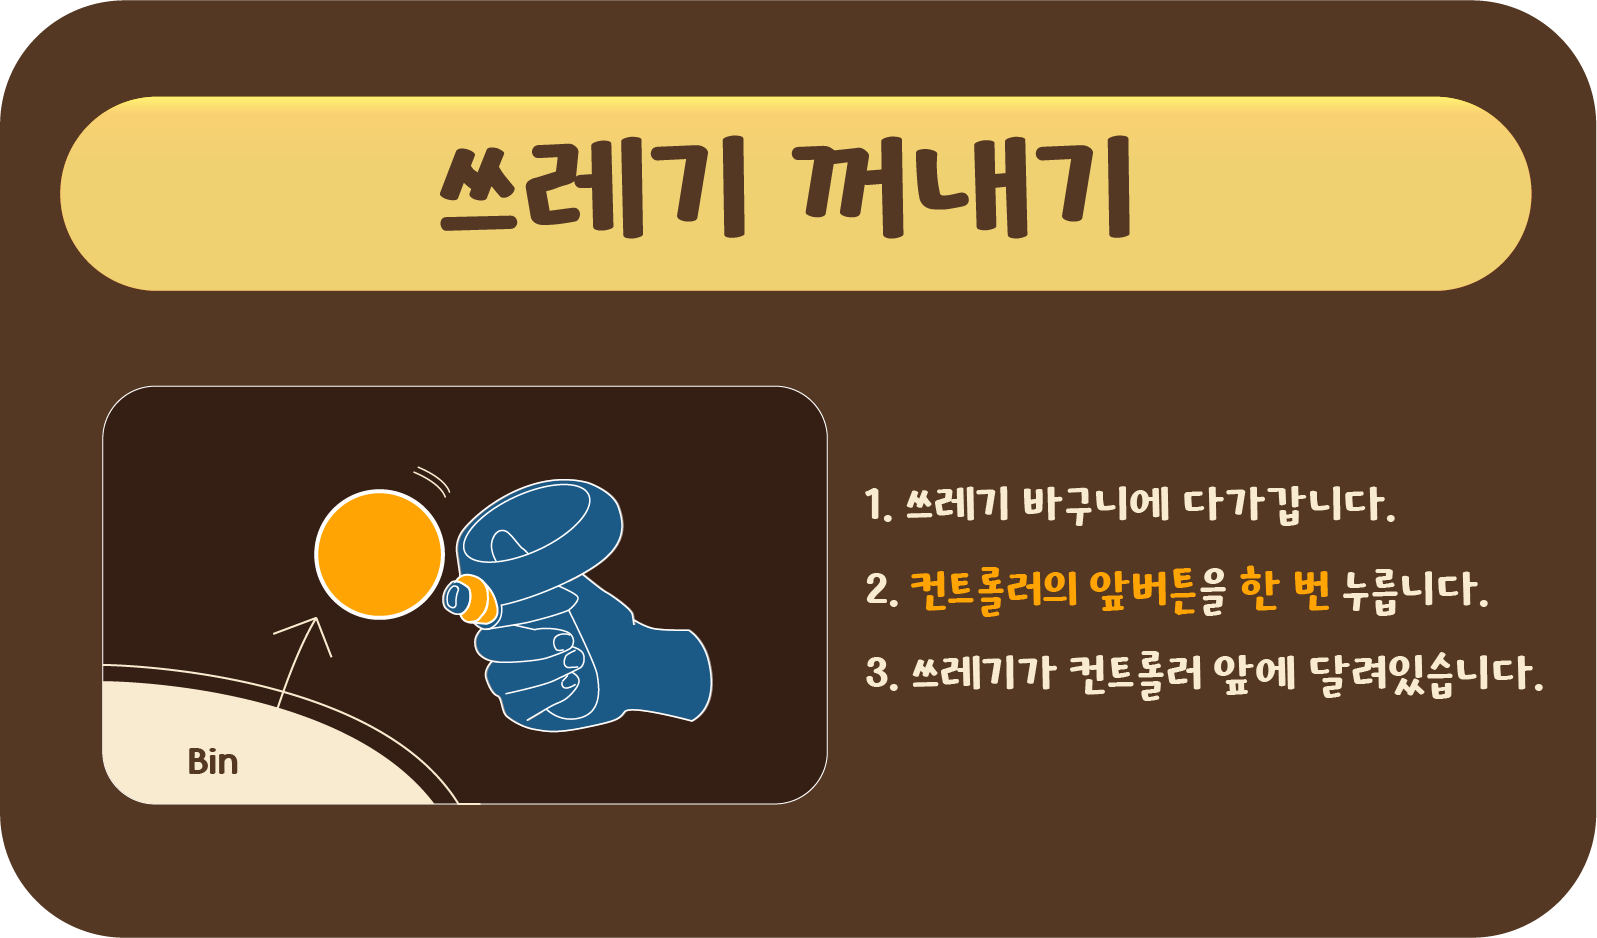 쓰레기 꺼내기
1. 쓰레기 바구니에 다가갑니다.
2. 컨트롤러의 앞버튼을 한 번 누릅니다.
3. 쓰레기가 컨트롤러 앞에 달려있습니다.
Bin